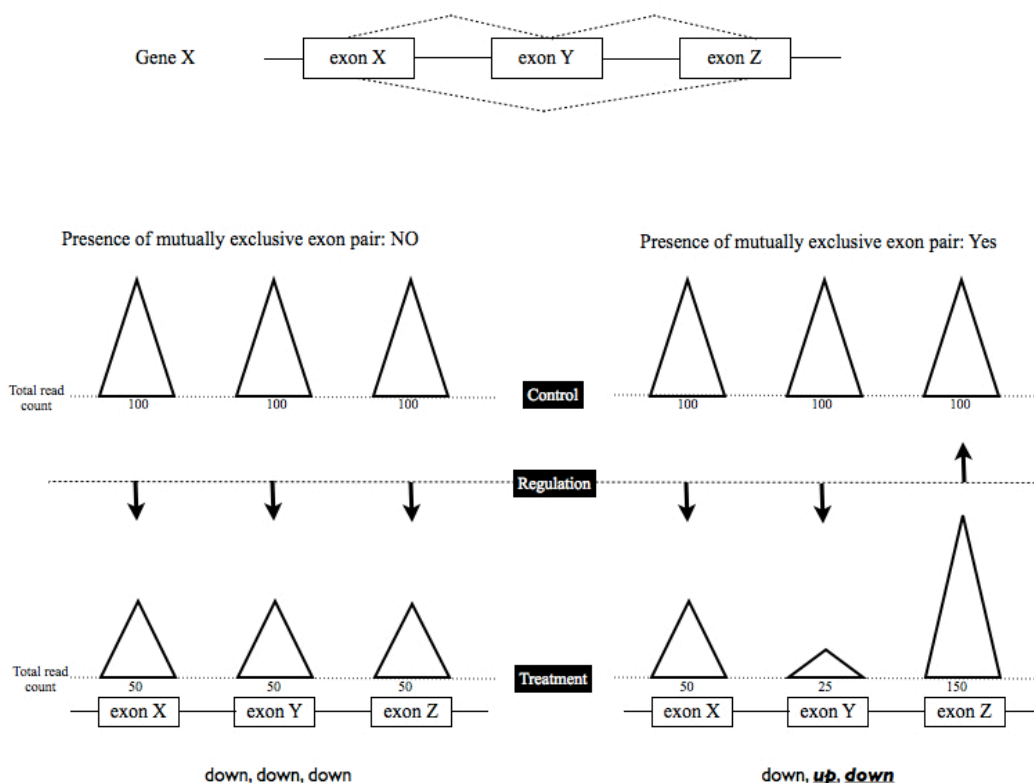 Gene X
exon X exon Y exon Z
Presence of mutually exclusive exon pair: NO
Presence of mutually exclusive exon pair: Yes
Total read count
100 100 100
Control
100 100 100
Regulation
Total read count
50 50 50
Treatment
50 25 150
exon X exon Y exon Z
exon X exon Y exon Z
down, down, down
down, up, down